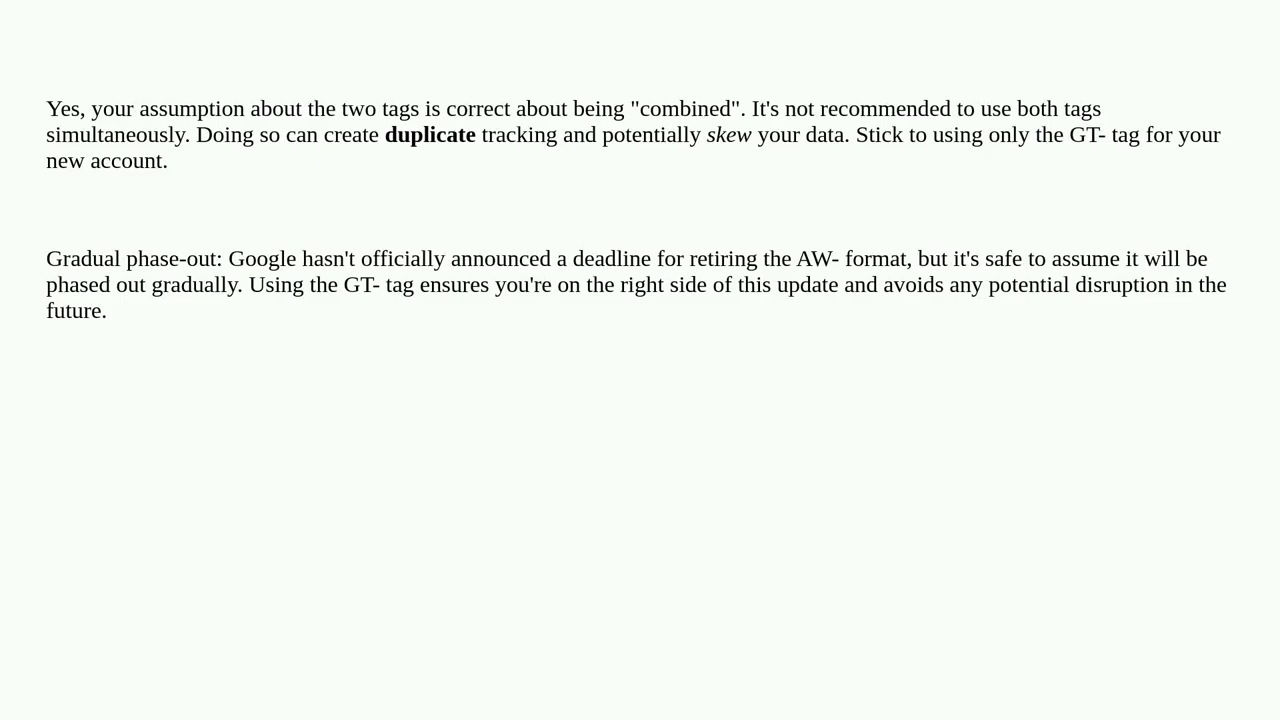 Yes, your assumption about the two tags is correct about being "combined". It's not recommended to use both tags
simultaneously. Doing so can create duplicate tracking and potentially skew your data. Stick to using only the GT- tag for your
new account.
Gradual phase-out: Google hasn't officially announced a deadline for retiring the AW- format, but it's safe to assume it will be
phased out gradually. Using the GT- tag ensures you're on the right side of this update and avoids any potential disruption in the
future.